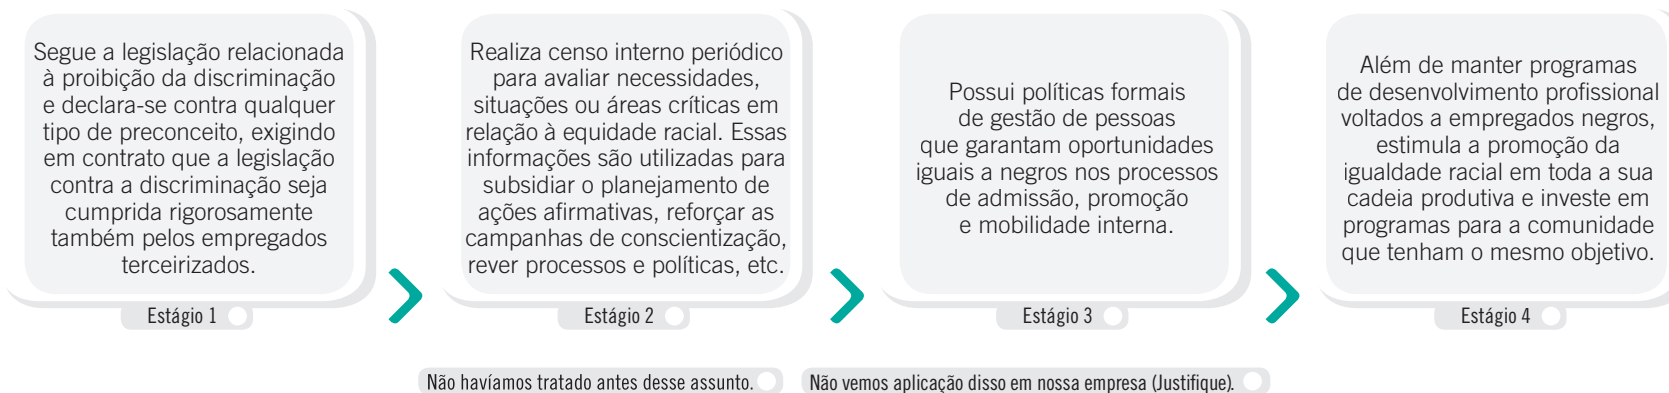 Segue a legislação relacionada
à proibição da discriminação
e declara-se contra qualquer
tipo de preconceito, exigindo
em contrato que a legislação
contra a discriminação seja
cumprida rigorosamente
também pelos empregados
terceirizados.
Estágio 1
Realiza censo interno periódico
para avaliar necessidades,
situações ou áreas críticas em
relação à equidade racial. Essas
informações são utilizadas para
subsidiar o planejamento de
ações afirmativas, reforçar as
campanhas de conscientização,
rever processos e políticas, etc.
Estágio 2
Possui políticas formais
de gestão de pessoas
que garantam oportunidades
iguais a negros nos processos
de admissão, promoção
e mobilidade interna.
Estágio 3
Além de manter programas
de desenvolvimento profissional
voltados a empregados negros,
estimula a promoção da
igualdade racial em toda a sua
cadeia produtiva e investe em
programas para a comunidade
que tenham o mesmo objetivo.
Estágio 4
Não havíamos tratado antes desse assunto.
Não vemos aplicação disso em nossa empresa (Justifique).